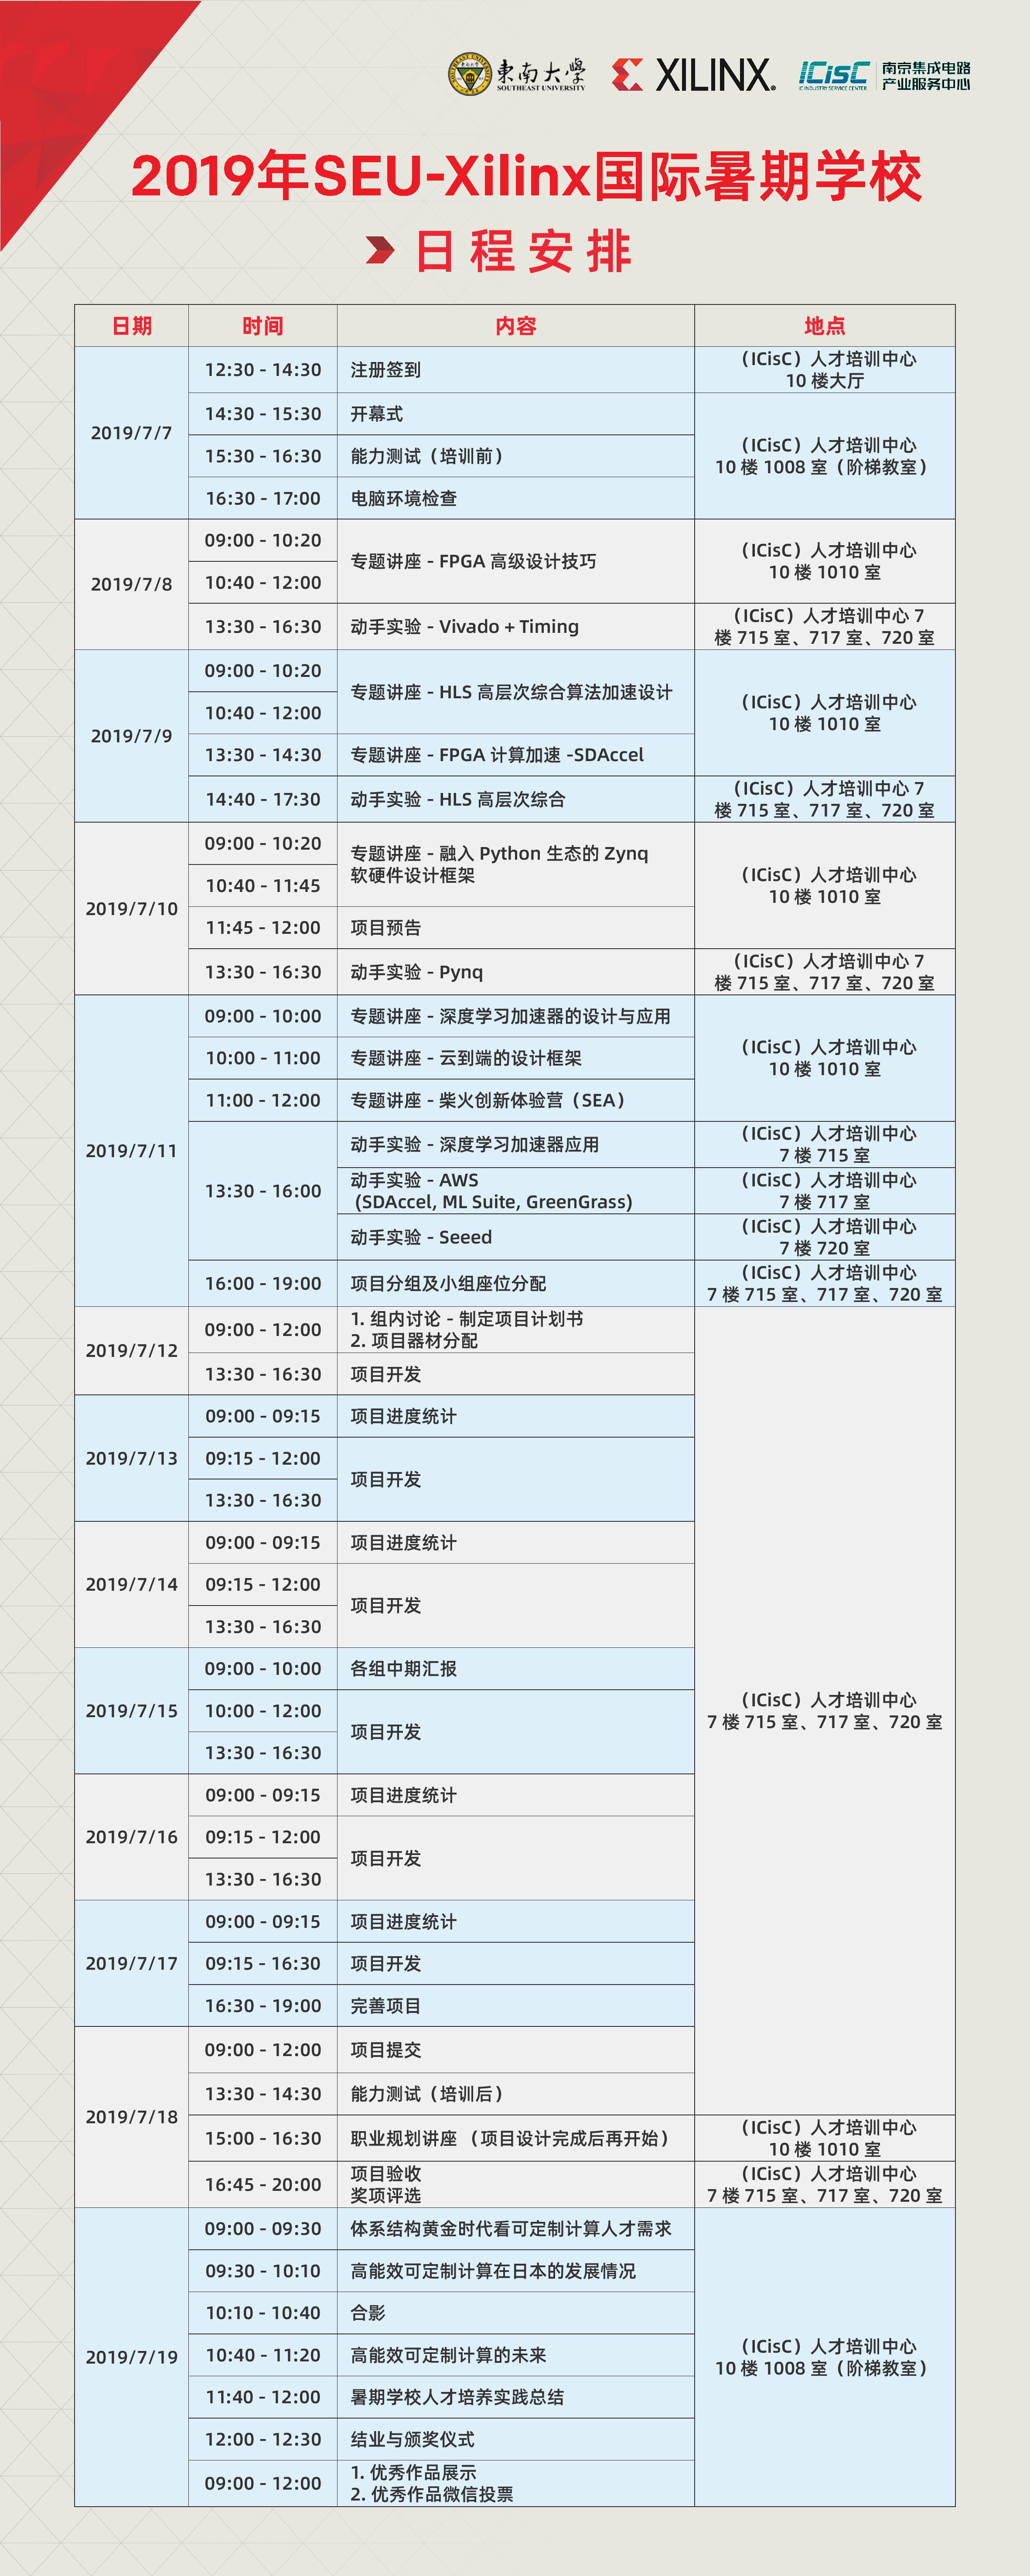 東南大學
SOUTHEAST UNIVERSITY
XILINX®
ICisC
IC INDUSTRY SERVICE CENTER
南京集成电路
产业服务中心
2019年SEU-Xilinx国际暑期学校
日程安排
日期 时间 内容 地点
2019/7/7
12:30 - 14:30 注册签到
（ICisC）人才培训中心
10 楼大厅
14:30 - 15:30 开幕式
15:30 - 16:30 能力测试（培训前）
16:30 - 17:00 电脑环境检查
（ICisC）人才培训中心
10 楼 1008 室（阶梯教室）
2019/7/8
09:00 - 10:20
10:40 - 12:00
专题讲座 - FPGA 高级设计技巧
（ICisC）人才培训中心
10 楼 1010 室
13:30 - 16:30 动手实验 - Vivado + Timing
（ICisC）人才培训中心 7
楼 715 室、717 室、720 室
2019/7/9
09:00 - 10:20
10:40 - 12:00
专题讲座 - HLS 高层次综合算法加速设计
13:30 - 14:30 专题讲座 - FPGA 计算加速 -SDAccel
（ICisC）人才培训中心
10 楼 1010 室
14:40 - 17:30 动手实验 - HLS 高层次综合
（ICisC）人才培训中心 7
楼 715 室、717 室、720 室
2019/7/10
09:00 - 10:20
10:40 - 11:45
专题讲座 - 融入 Python 生态的 Zynq
软硬件设计框架
11:45 - 12:00 项目预告
（ICisC）人才培训中心
10 楼 1010 室
13:30 - 16:30 动手实验 - Pynq
（ICisC）人才培训中心 7
楼 715 室、717 室、720 室
2019/7/11
09:00 - 10:00 专题讲座 - 深度学习加速器的设计与应用
10:00 - 11:00 专题讲座 - 云到端的设计框架
11:00 - 12:00 专题讲座 - 柴火创新体验营（SEA）
（ICisC）人才培训中心
10 楼 1010 室
13:30 - 16:00
动手实验 - 深度学习加速器应用
（ICisC）人才培训中心
7 楼 715 室
动手实验 - AWS
(SDAccel, ML Suite, GreenGrass)
（ICisC）人才培训中心
7 楼 717 室
动手实验 - Seeed
（ICisC）人才培训中心
7 楼 720 室
16:00 - 19:00 项目分组及小组座位分配
（ICisC）人才培训中心
7 楼 715 室、717 室、720 室
2019/7/12
09:00 - 12:00
1. 组内讨论 - 制定项目计划书
2. 项目器材分配
13:30 - 16:30 项目开发
2019/7/13
09:00 - 09:15 项目进度统计
09:15 - 12:00
13:30 - 16:30
项目开发
2019/7/14
09:00 - 09:15 项目进度统计
09:15 - 12:00
13:30 - 16:30
项目开发
2019/7/15
09:00 - 10:00 各组中期汇报
10:00 - 12:00
13:30 - 16:30
项目开发
（ICisC）人才培训中心
7 楼 715 室、717 室、720 室
2019/7/16
09:00 - 09:15 项目进度统计
09:15 - 12:00
13:30 - 16:30
项目开发
2019/7/17
09:00 - 09:15 项目进度统计
09:15 - 16:30 项目开发
16:30 - 19:00 完善项目
2019/7/18
09:00 - 12:00 项目提交
13:30 - 14:30 能力测试（培训后）
15:00 - 16:30 职业规划讲座 （项目设计完成后再开始）
（ICisC）人才培训中心
10 楼 1010 室
16:45 - 20:00
项目验收
奖项评选
（ICisC）人才培训中心
7 楼 715 室、717 室、720 室
2019/7/19
09:00 - 09:30 体系结构黄金时代看可定制计算人才需求
09:30 - 10:10 高能效可定制计算在日本的发展情况
10:10 - 10:40 合影
10:40 - 11:20 高能效可定制计算的未来
11:40 - 12:00 暑期学校人才培养实践总结
12:00 - 12:30 结业与颁奖仪式
09:00 - 12:00
1. 优秀作品展示
2. 优秀作品微信投票
（ICisC）人才培训中心
10 楼 1008 室（阶梯教室）